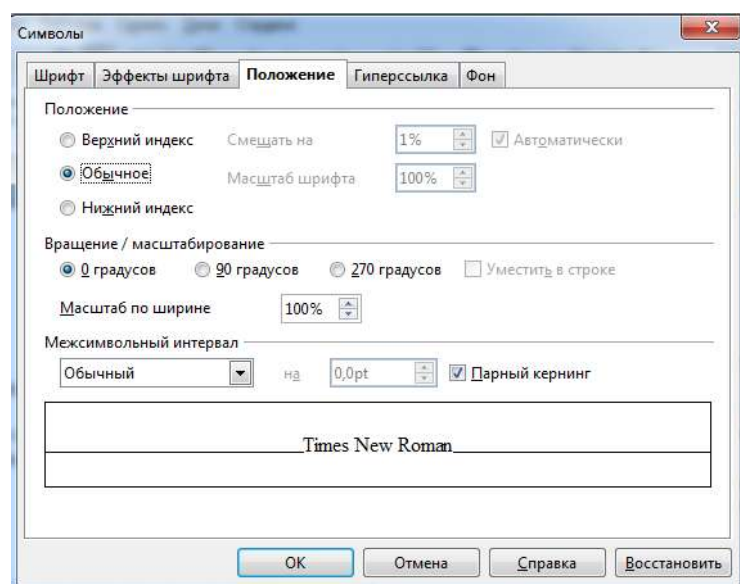 Символы
Шрифт Эффекты шрифта Положение Гиперссылка Фон
Положение
Верхний индекс Смещать на 1% Автоматически
Обычное Масштаб шрифта 100%
Нижний индекс
Вращение / масштабирование
0 градусов 90 градусов 270 градусов Уместить в строке
Масштаб по ширине 100%
Межсимвольный интервал
Обычный на 0,0pt Парный кернинг
Times New Roman
OK Отмена Справка Восстановить